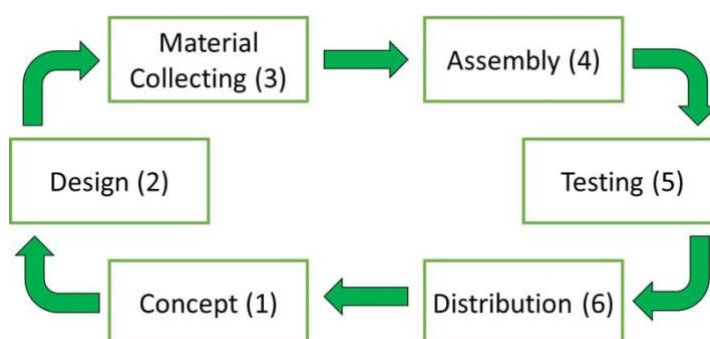 Material
Collecting (3)
Assembly (4)
Design (2)
Testing (5)
Concept (1)
Distribution (6)